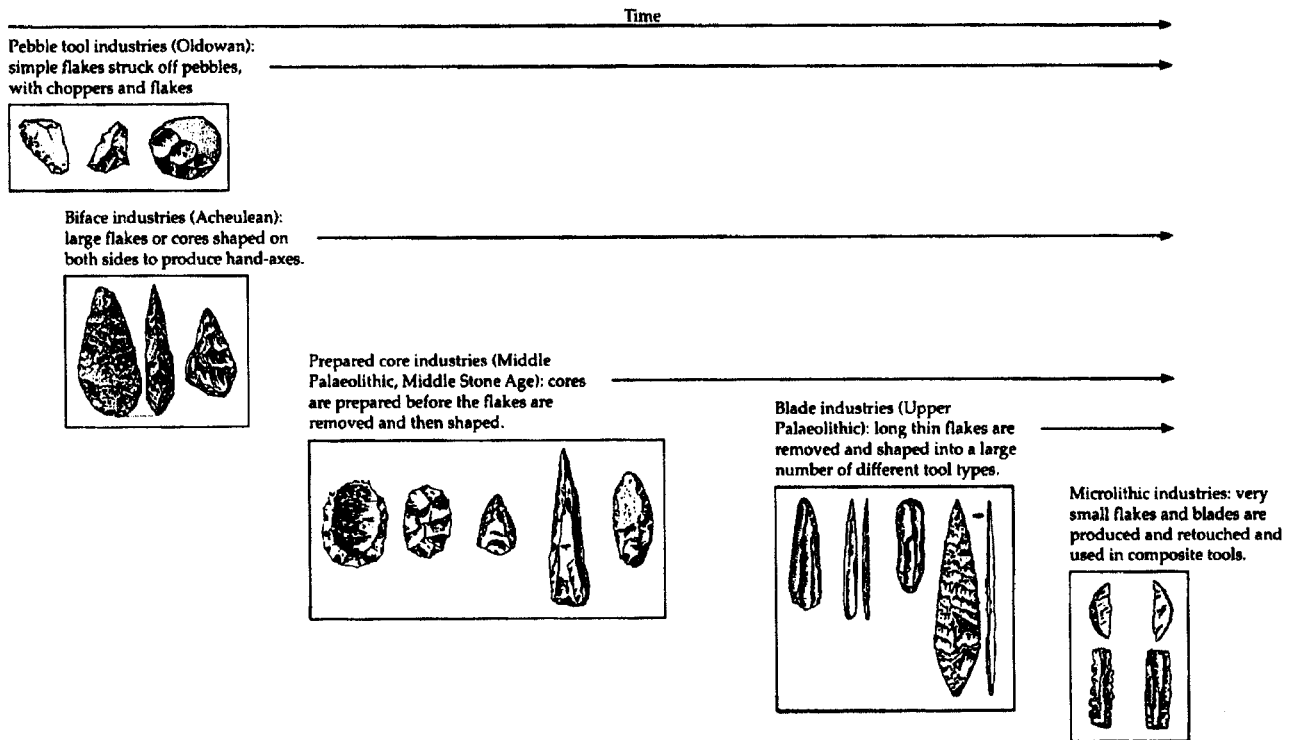 Time
Pebble tool industries (Oldowan):
simple flakes struck off pebbles,
with choppers and flakes
Biface industries (Acheulean):
large flakes or cores shaped on
both sides to produce hand-axes.
Prepared core industries (Middle
Palaeolithic, Middle Stone Age): cores
are prepared before the flakes are
removed and then shaped.
Blade industries (Upper
Palaeolithic): long thin flakes are
removed and shaped into a large
number of different tool types.
Microlithic industries: very
small flakes and blades are
produced and retouched and
used in composite tools.